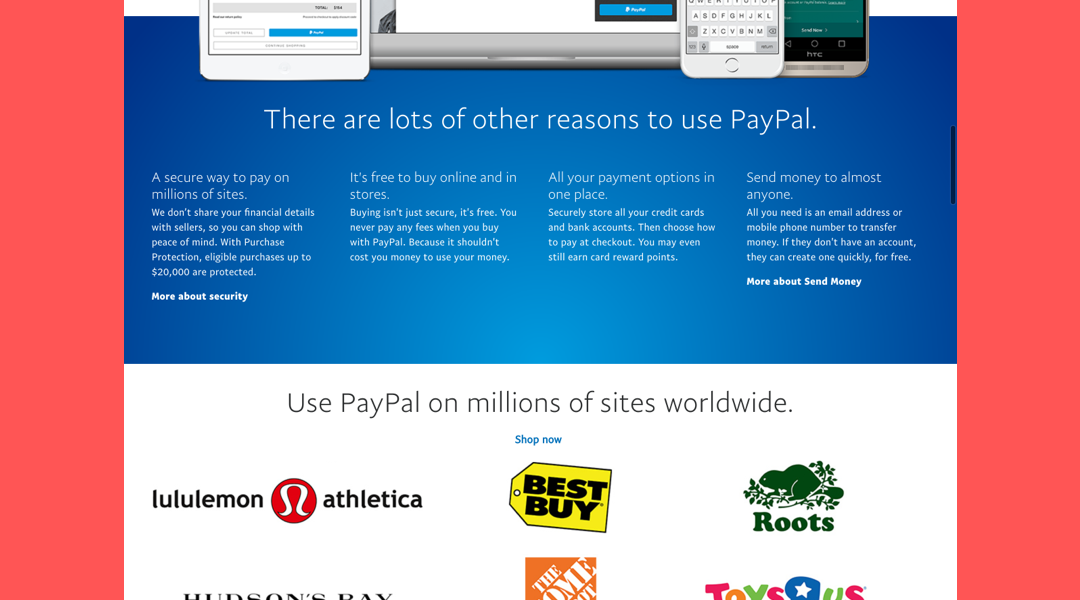 TOTAL: $164
UPDATE TOTAL
PayPal
CONTINUE SHOPPING
PayPal
Q W E R T Y U I O P
A S D F G H J K L
Z X C V B N M
123
space
return
Send Now >
hTC
There are lots of other reasons to use PayPal.
A secure way to pay on
millions of sites.
We don't share your financial details
with sellers, so you can shop with
peace of mind. With Purchase
Protection, eligible purchases up to
$20,000 are protected.
More about security
It's free to buy online and in
stores.
Buying isn't just secure, it's free. You
never pay any fees when you buy
with PayPal. Because it shouldn't
cost you money to use your money.
All your payment options in
one place.
Securely store all your credit cards
and bank accounts. Then choose how
to pay at checkout. You may even
still earn card reward points.
Send money to almost
anyone.
All you need is an email address or
mobile phone number to transfer
money. If they don't have an account,
they can create one quickly, for free.
More about Send Money
Use PayPal on millions of sites worldwide.
Shop now
lululemon athletica
BEST
BUY
Roots
HUDSON'S BAY
THE
HOME
TOYS R US